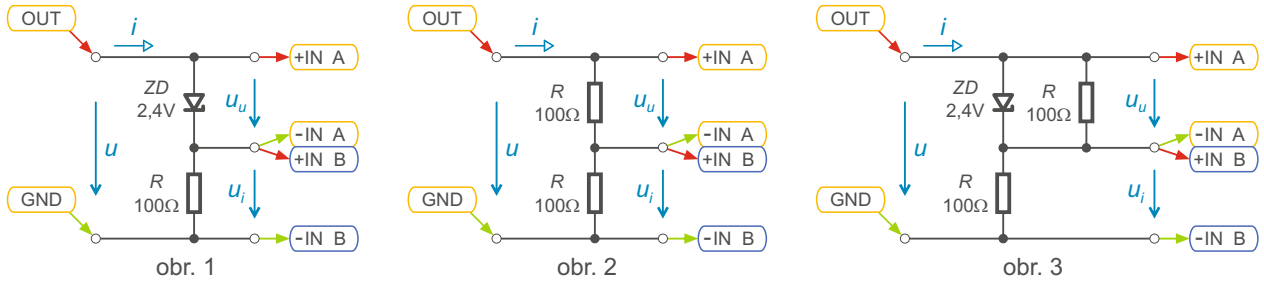 OUT
i
+IN A
ZD
2,4V
u_u
-IN A
+IN B
u
R
100Ω
u_i
GND
-IN B
obr. 1
OUT
i
+IN A
R
100Ω
u_u
-IN A
+IN B
u
R
100Ω
u_i
GND
-IN B
obr. 2
OUT
i
+IN A
ZD
2,4V
R
100Ω
u_u
-IN A
+IN B
u
R
100Ω
u_i
GND
-IN B
obr. 3